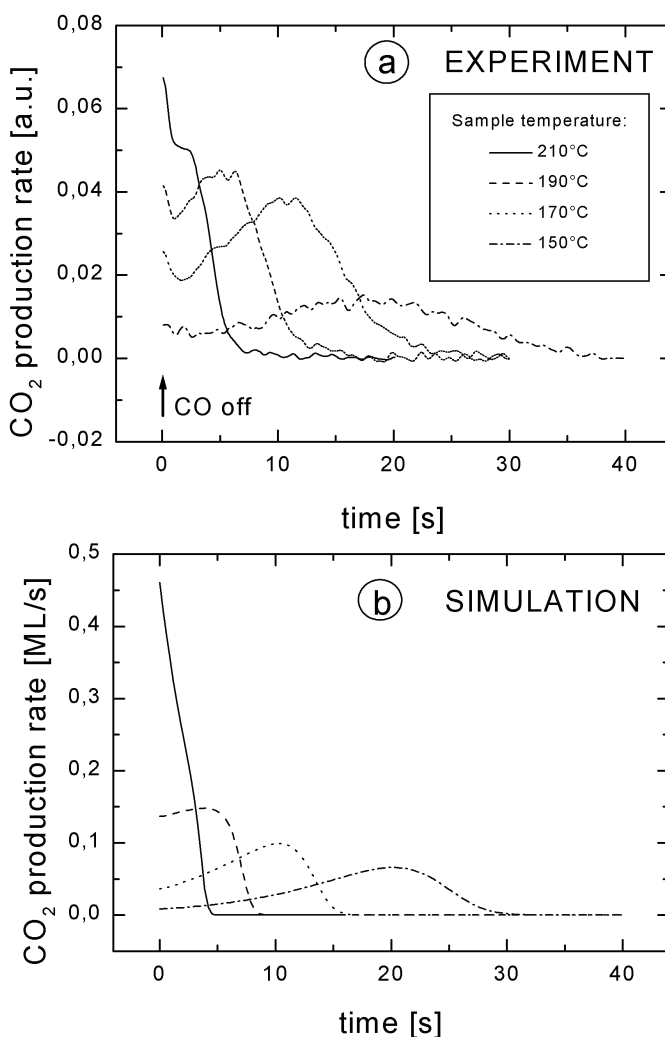 0,08
0,06
0,04
0,02
0,00
-0,02
CO₂ production rate [a.u.]
a EXPERIMENT
Sample temperature:
210°C
190°C
170°C
150°C
CO off
0 10 20 30 40
time [s]
0,5
0,4
0,3
0,2
0,1
0,0
CO₂ production rate [ML/s]
b SIMULATION
0 10 20 30 40
time [s]